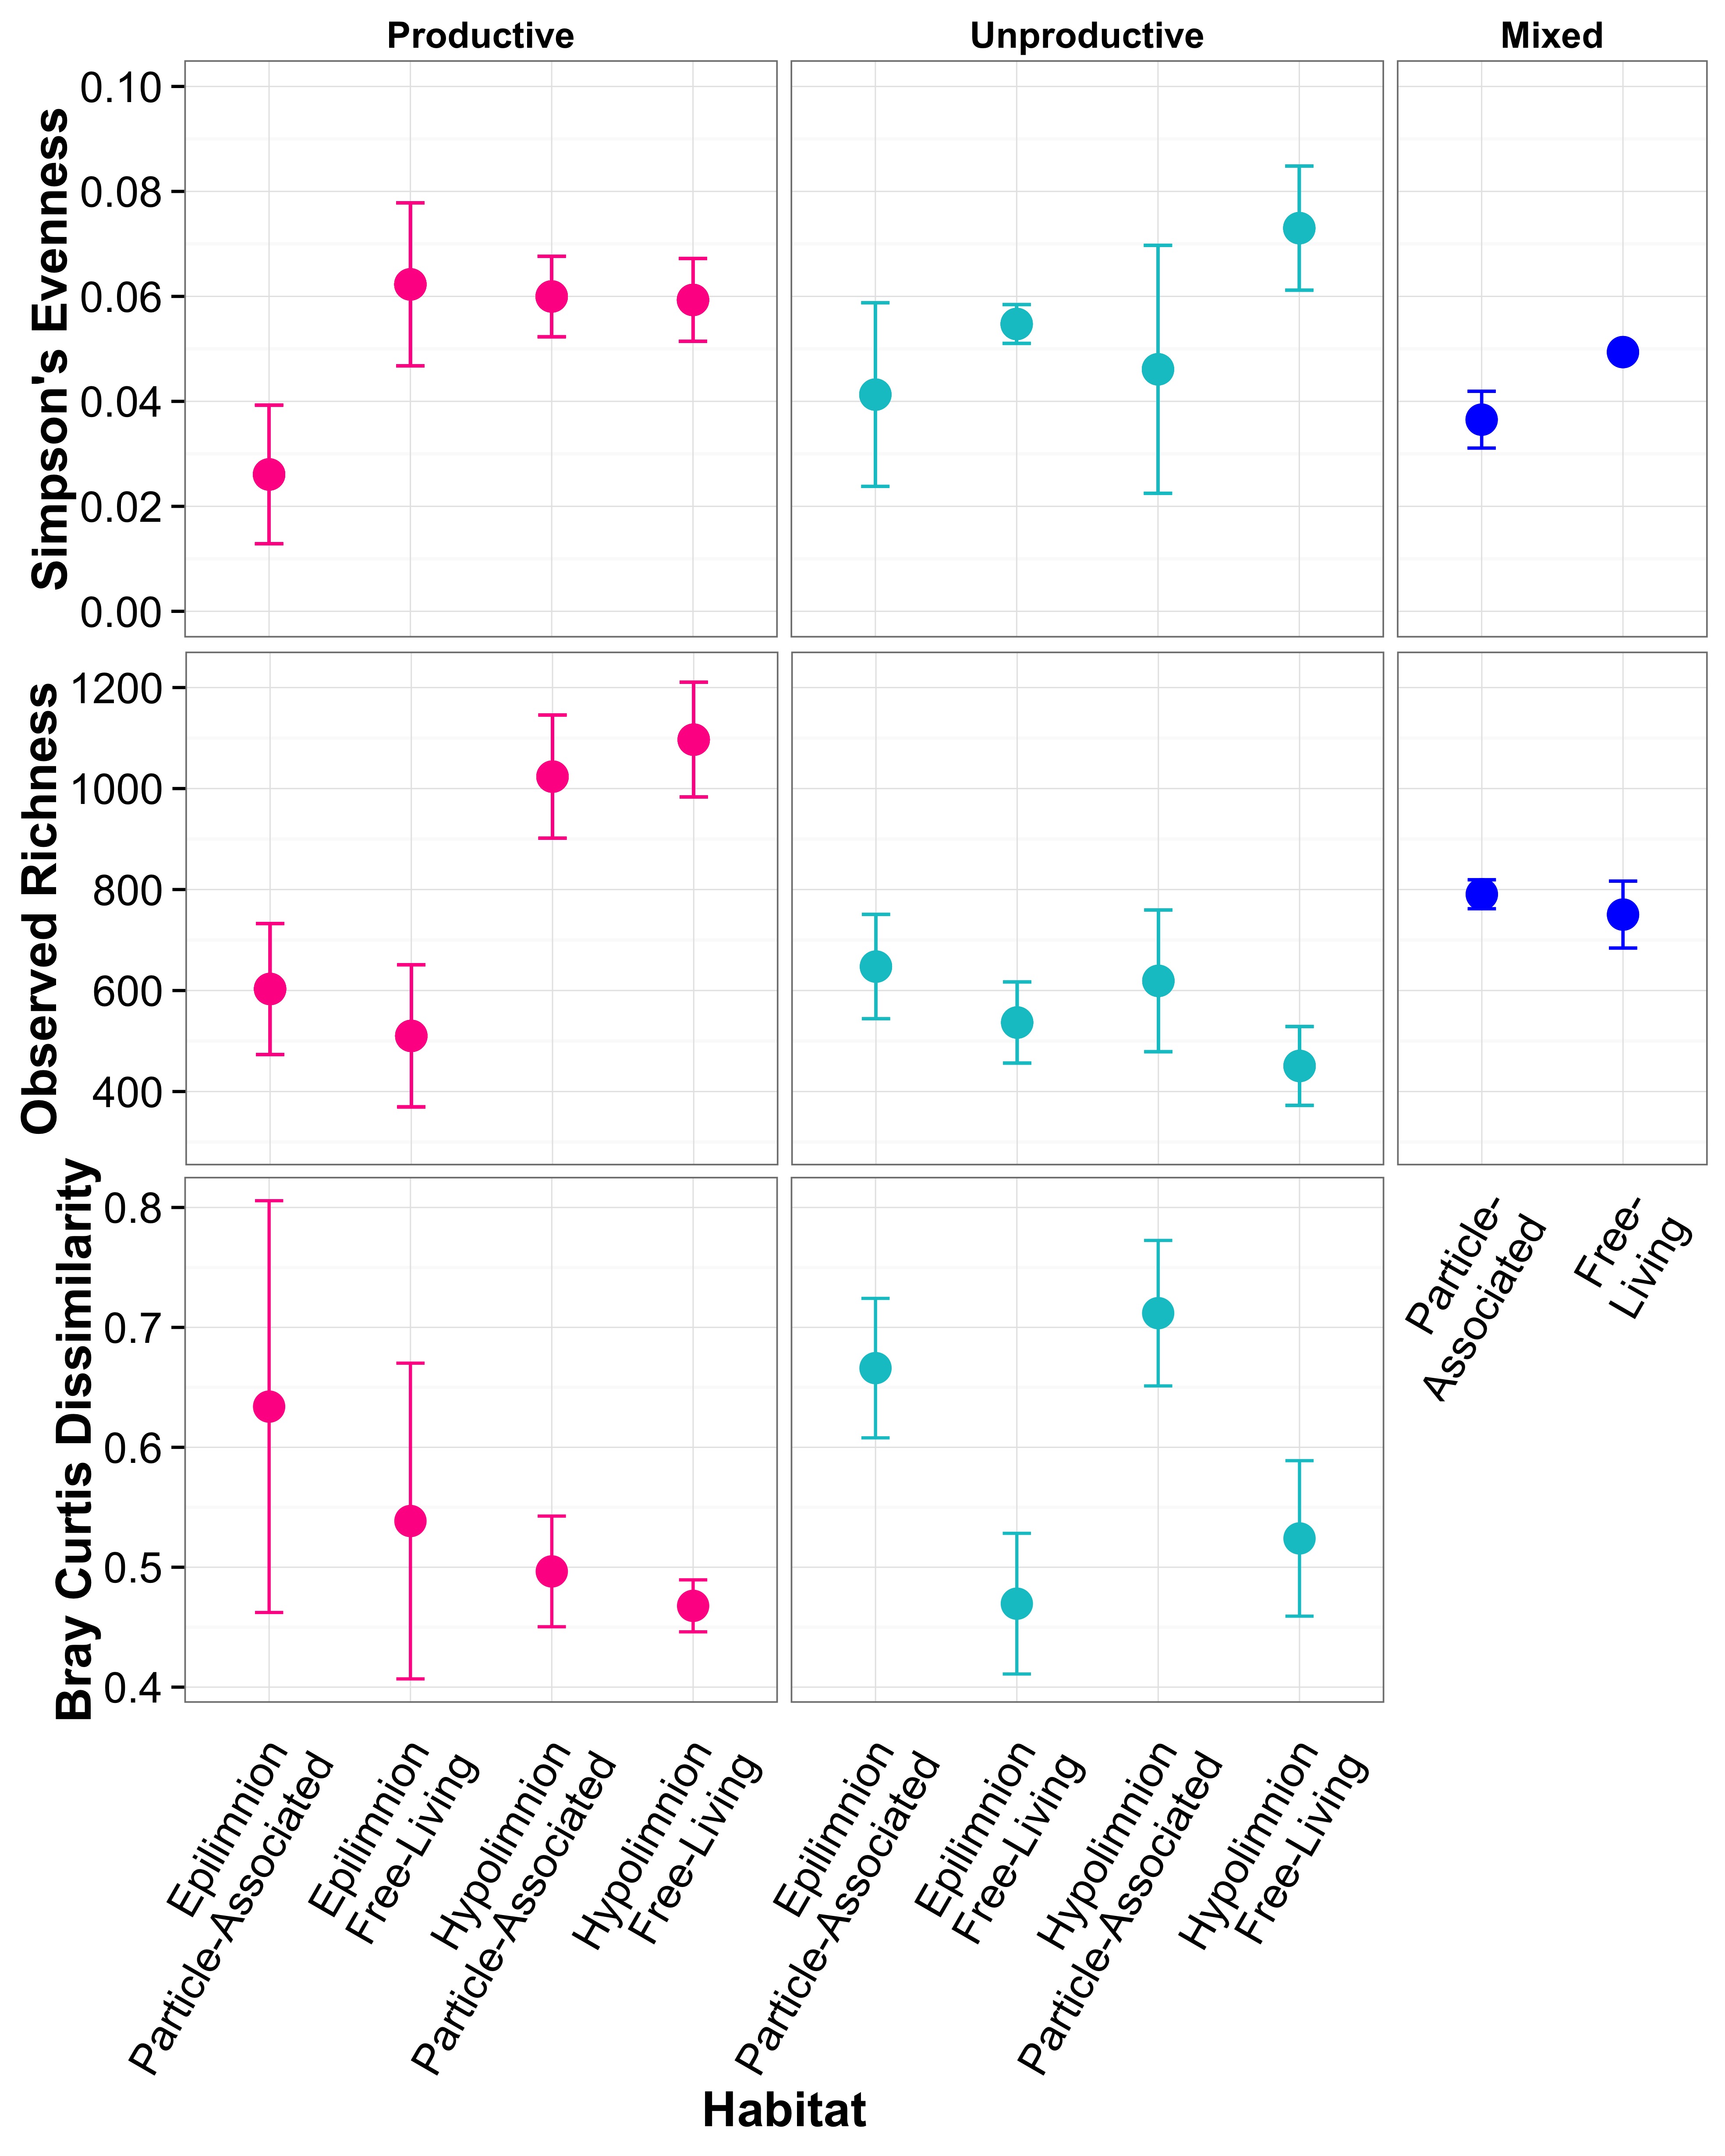 Productive
Unproductive
Mixed
Simpson's Evenness
0.10
0.08
0.06
0.04
0.02
0.00
Observed Richness
1200
1000
800
600
400
Bray Curtis Dissimilarity
0.8
0.7
0.6
0.5
0.4
Particle-
Associated
Free-
Living
Epilimnion
Particle-Associated
Epilimnion
Free-Living
Hypolimnion
Particle-Associated
Hypolimnion
Free-Living
Epilimnion
Particle-Associated
Epilimnion
Free-Living
Hypolimnion
Particle-Associated
Hypolimnion
Free-Living
Habitat